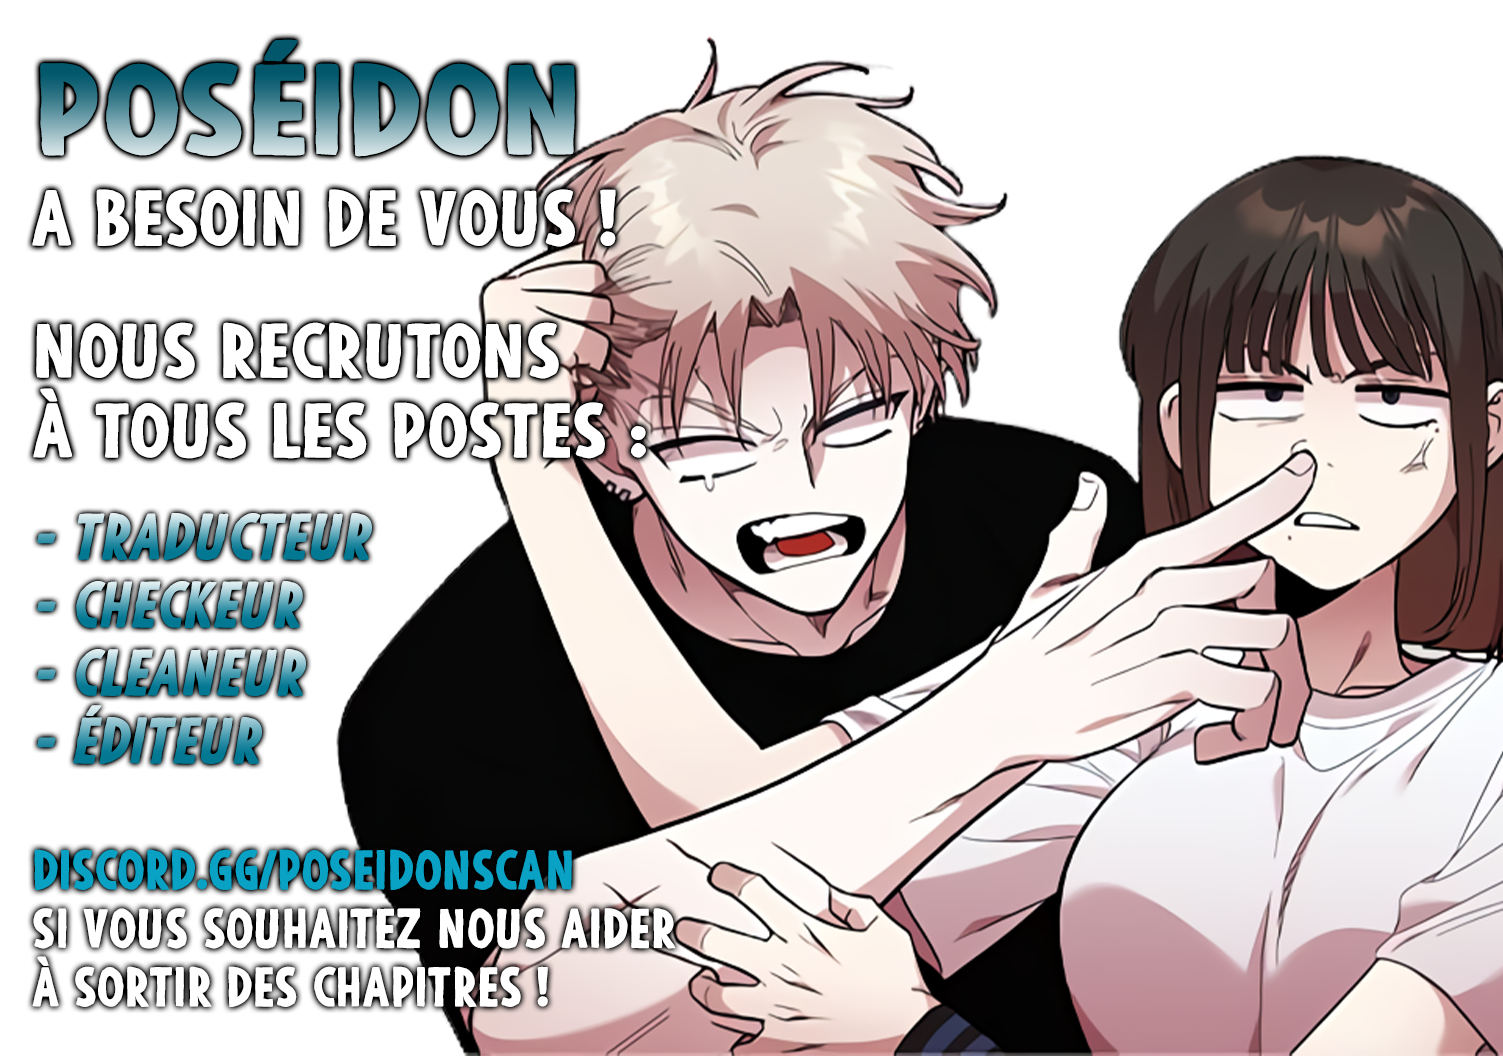 POSÉIDON
A BESOIN DE VOUS !
NOUS RECRUTONS
À TOUS LES POSTES :
- TRADUCTEUR
- CHECKEUR
- CLEANEUR
- ÉDITEUR
DISCORD.GG/POSEIDONSCAN
SI VOUS SOUHAITEZ NOUS AIDER
À SORTIR DES CHAPITRES !